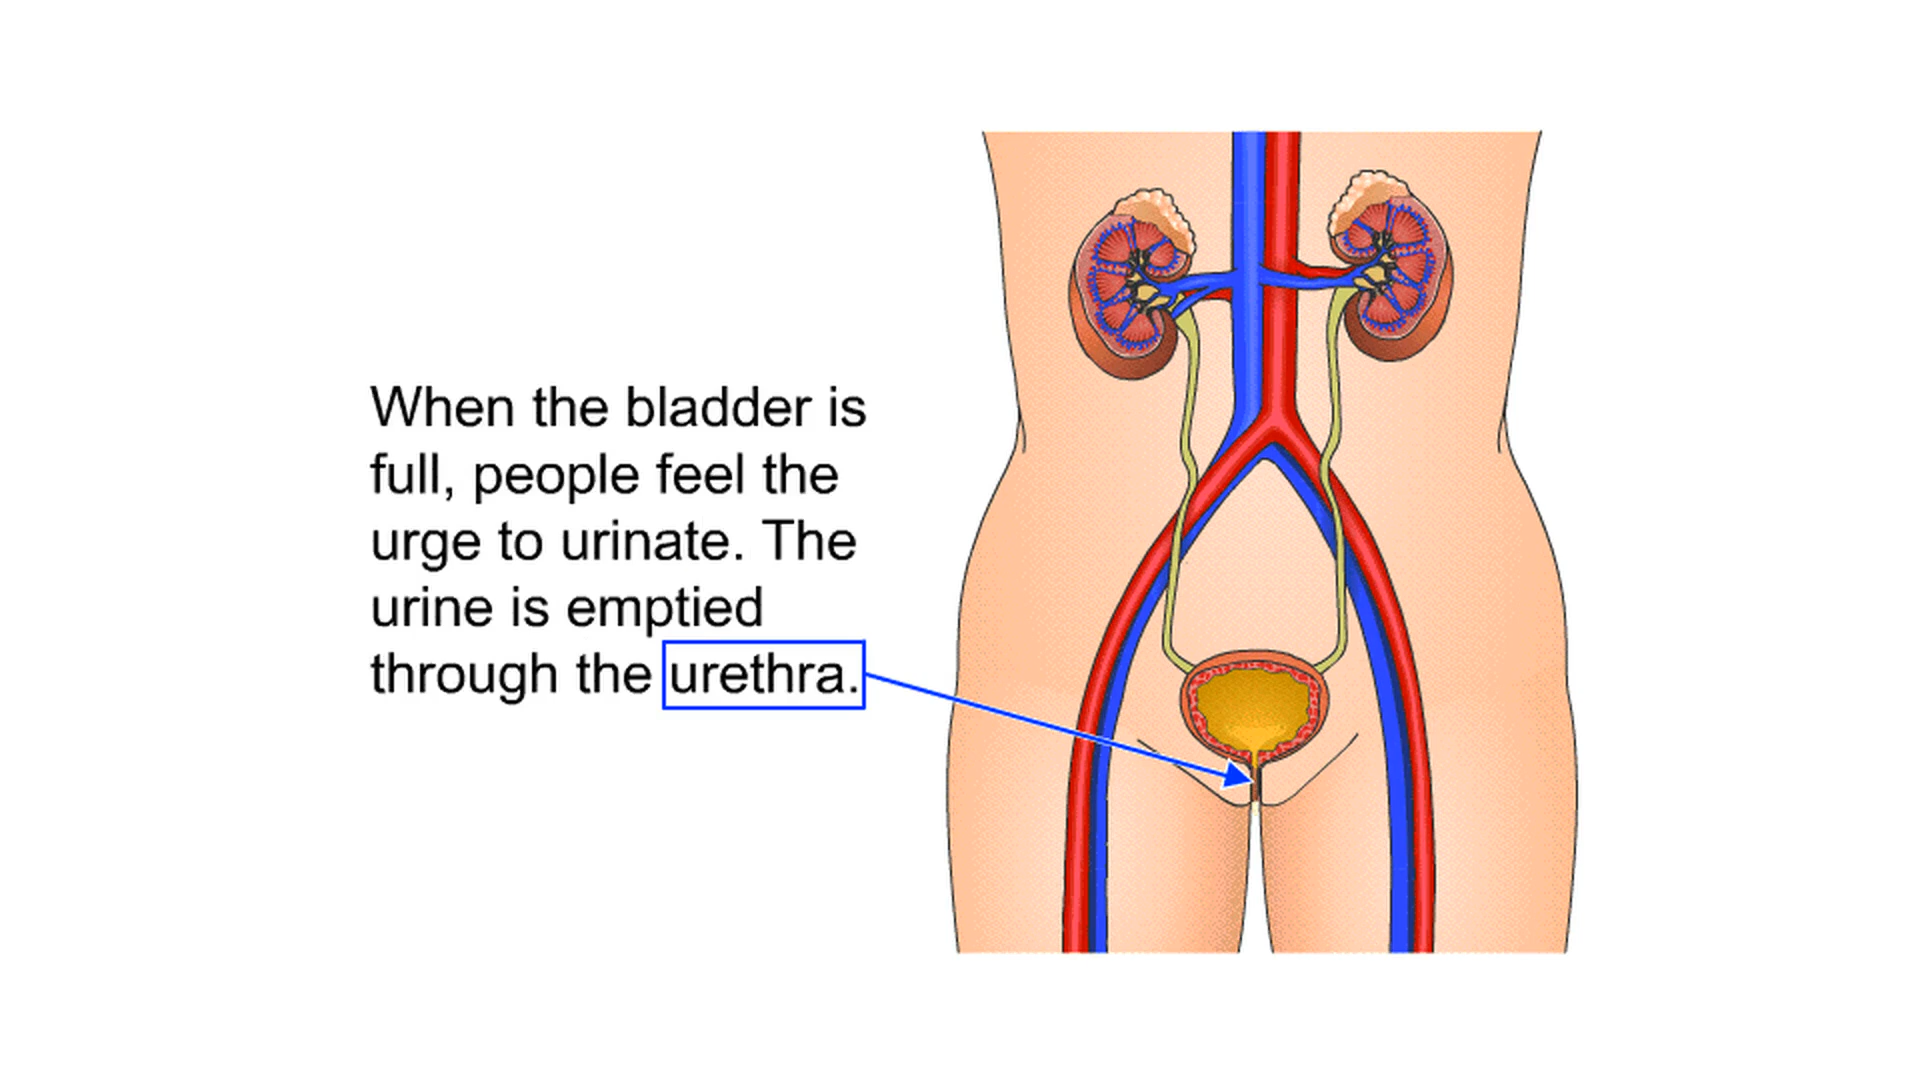 When the bladder is
full, people feel the
urge to urinate. The
urine is emptied
through the urethra.